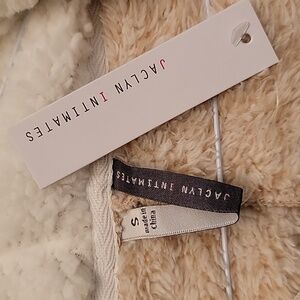 JACLYN INTIMATES
JACLYN INTIMATES
S
made in
China